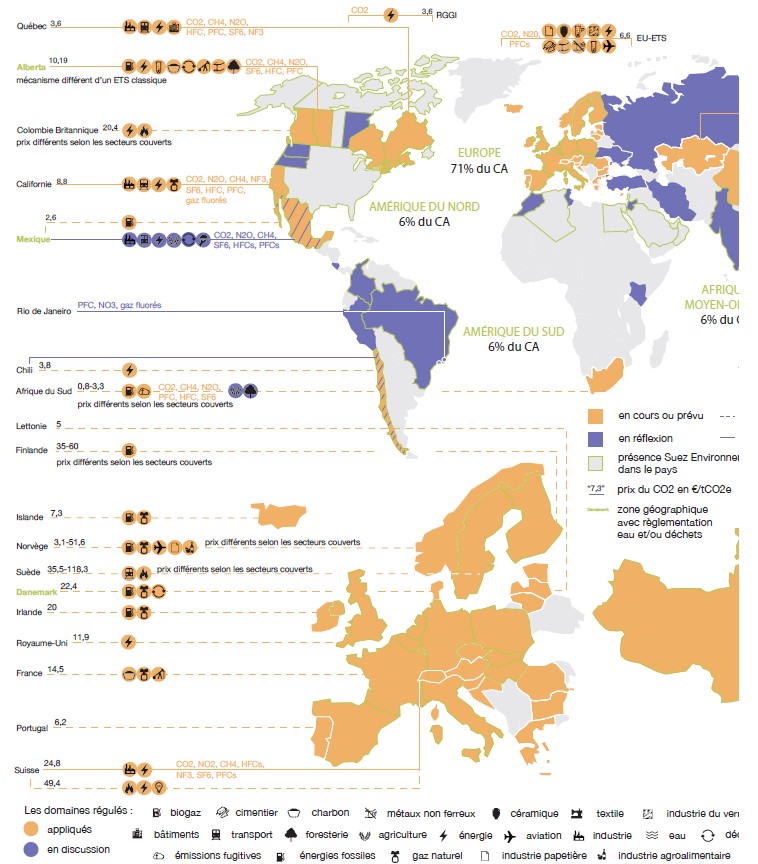 CO2
3,6 RGGI
Québec 3,6
CO2, CH4, N2O,
HFC, PFC, SF6, NF3
CO2, N20,
PFCs
6,6 EU-ETS
Alberta 10,19
CO2, CH4, N2O,
SF6, HFC, PFC
mécanisme différent d'un ETS classique
Colombie Britannique 20,4
prix différents selon les secteurs couverts
EUROPE
71% du CA
Californie 8,8
CO2, N2O, CH4, NF3,
SF6, HFC, PFC,
gaz fluorés
AMÉRIQUE DU NORD
6% du CA
2,6
Mexique
CO2, N2O, CH4,
SF6, HFCs, PFCs
AFRIQU
MOYEN-O
6% du
Rio de Janeiro
PFC, NO3, gaz fluorés
AMÉRIQUE DU SUD
6% du CA
Chili 3,8
Afrique du Sud 0,8-3,3
CO2, CH4, N2O,
PFC, HFC, SF6
prix différents selon les secteurs couverts
Lettonie 5
Finlande 35-60
prix différents selon les secteurs couverts
en cours ou prévu
en réflexion
présence Suez Environne
dans le pays
"7,3" prix du CO2 en €/tCO2e
Danemark zone géographique
avec règlementation
eau et/ou déchets
Islande 7,3
Norvège 3,1-51,6
prix différents selon les secteurs couverts
Suède 35,5-118,3
prix différents selon les secteurs couverts
Danemark 22,4
Irlande 20
Royaume-Uni 11,9
France 14,5
Portugal 6,2
Suisse 24,8
CO2, NO2, CH4, HFCs,
NF3, SF6, PFCs
49,4
Les domaines régulés :
appliqués
en discussion
biogaz cimentier charbon métaux non ferreux céramique textile industrie du verr
bâtiments transport foresterie agriculture énergie aviation industrie eau déc
émissions fugitives énergies fossiles gaz naturel industrie papetière industrie agroalimentaire